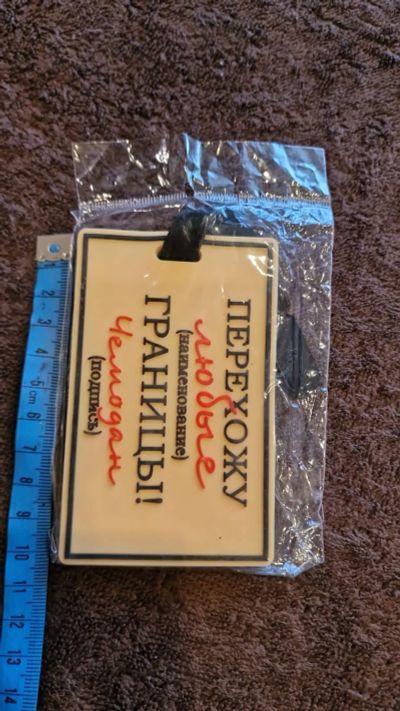 ПЕРЕХОЖУ
любые
(наименование)
ГРАНИЦЫ!
Чемодан
(подпись)
2 3 4 5 cm 6 7 8 9 10 11 12 13 14